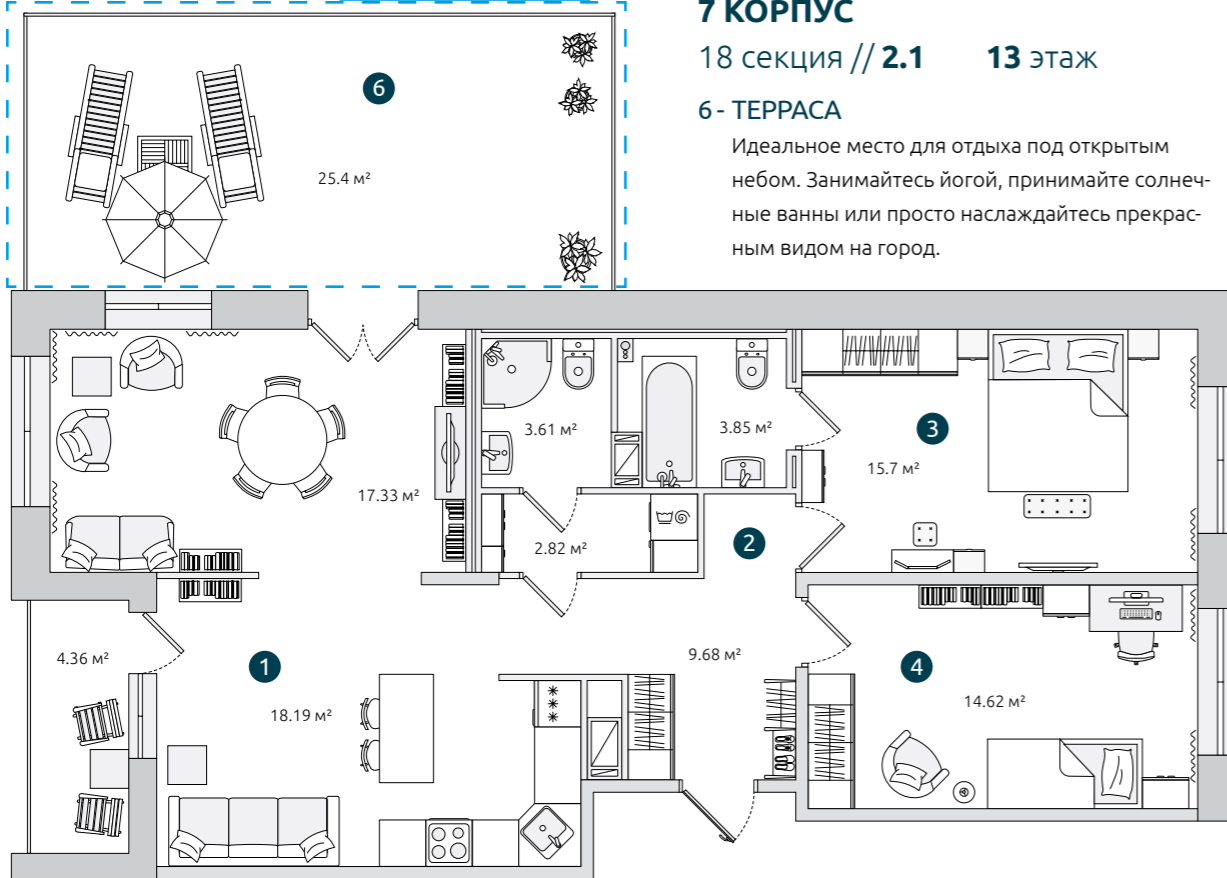 7 КОРПУС
18 секция // 2.1 13 этаж
6 - ТЕРРАСА
Идеальное место для отдыха под открытым
небом. Занимайтесь йогой, принимайте солнеч-
ные ванны или просто наслаждайтесь прекрас-
ным видом на город.
6
25.4 м²
3.61 м²
3.85 м²
3
15.7 м²
17.33 м²
2.82 м²
2
4.36 м²
1
18.19 м²
9.68 м²
4
14.62 м²